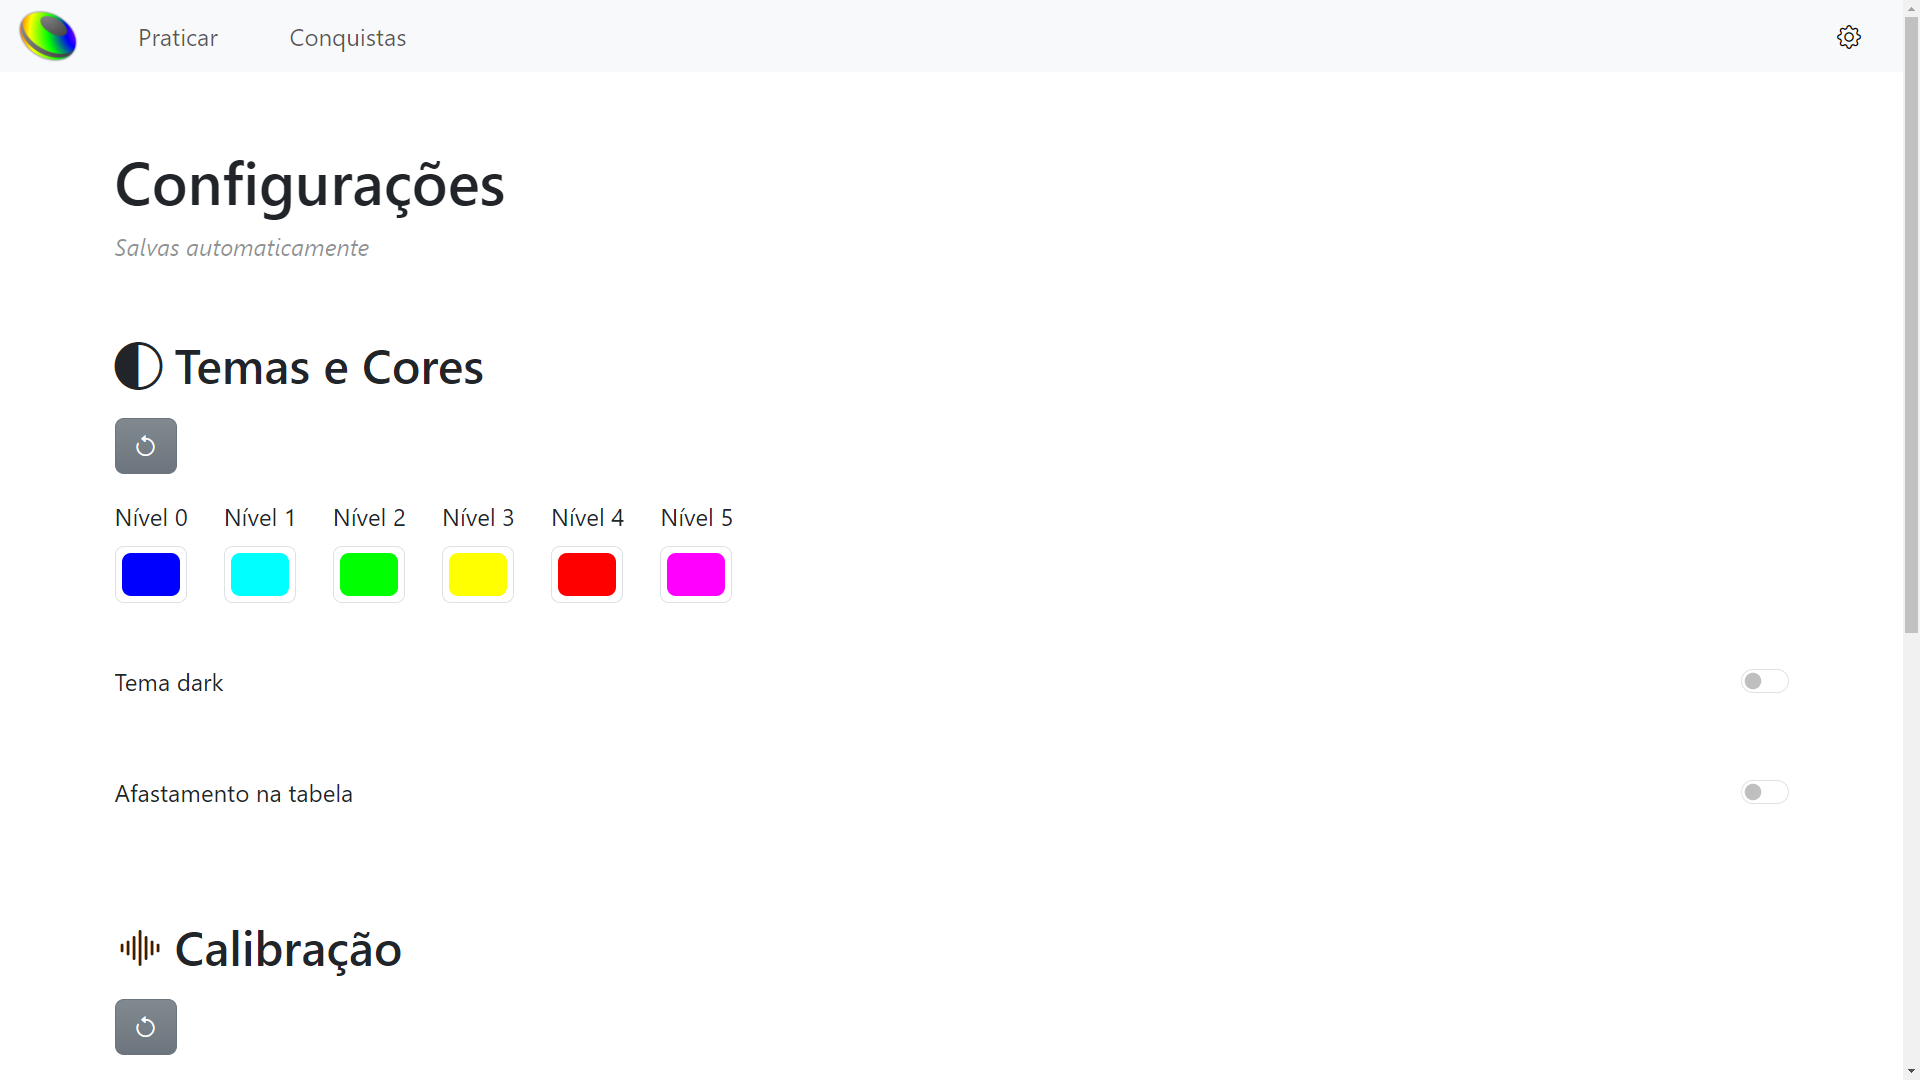 Praticar Conquistas
Configurações
Salvas automaticamente
Temas e Cores
Nível 0 Nível 1 Nível 2 Nível 3 Nível 4 Nível 5
Tema dark
Afastamento na tabela
Calibração